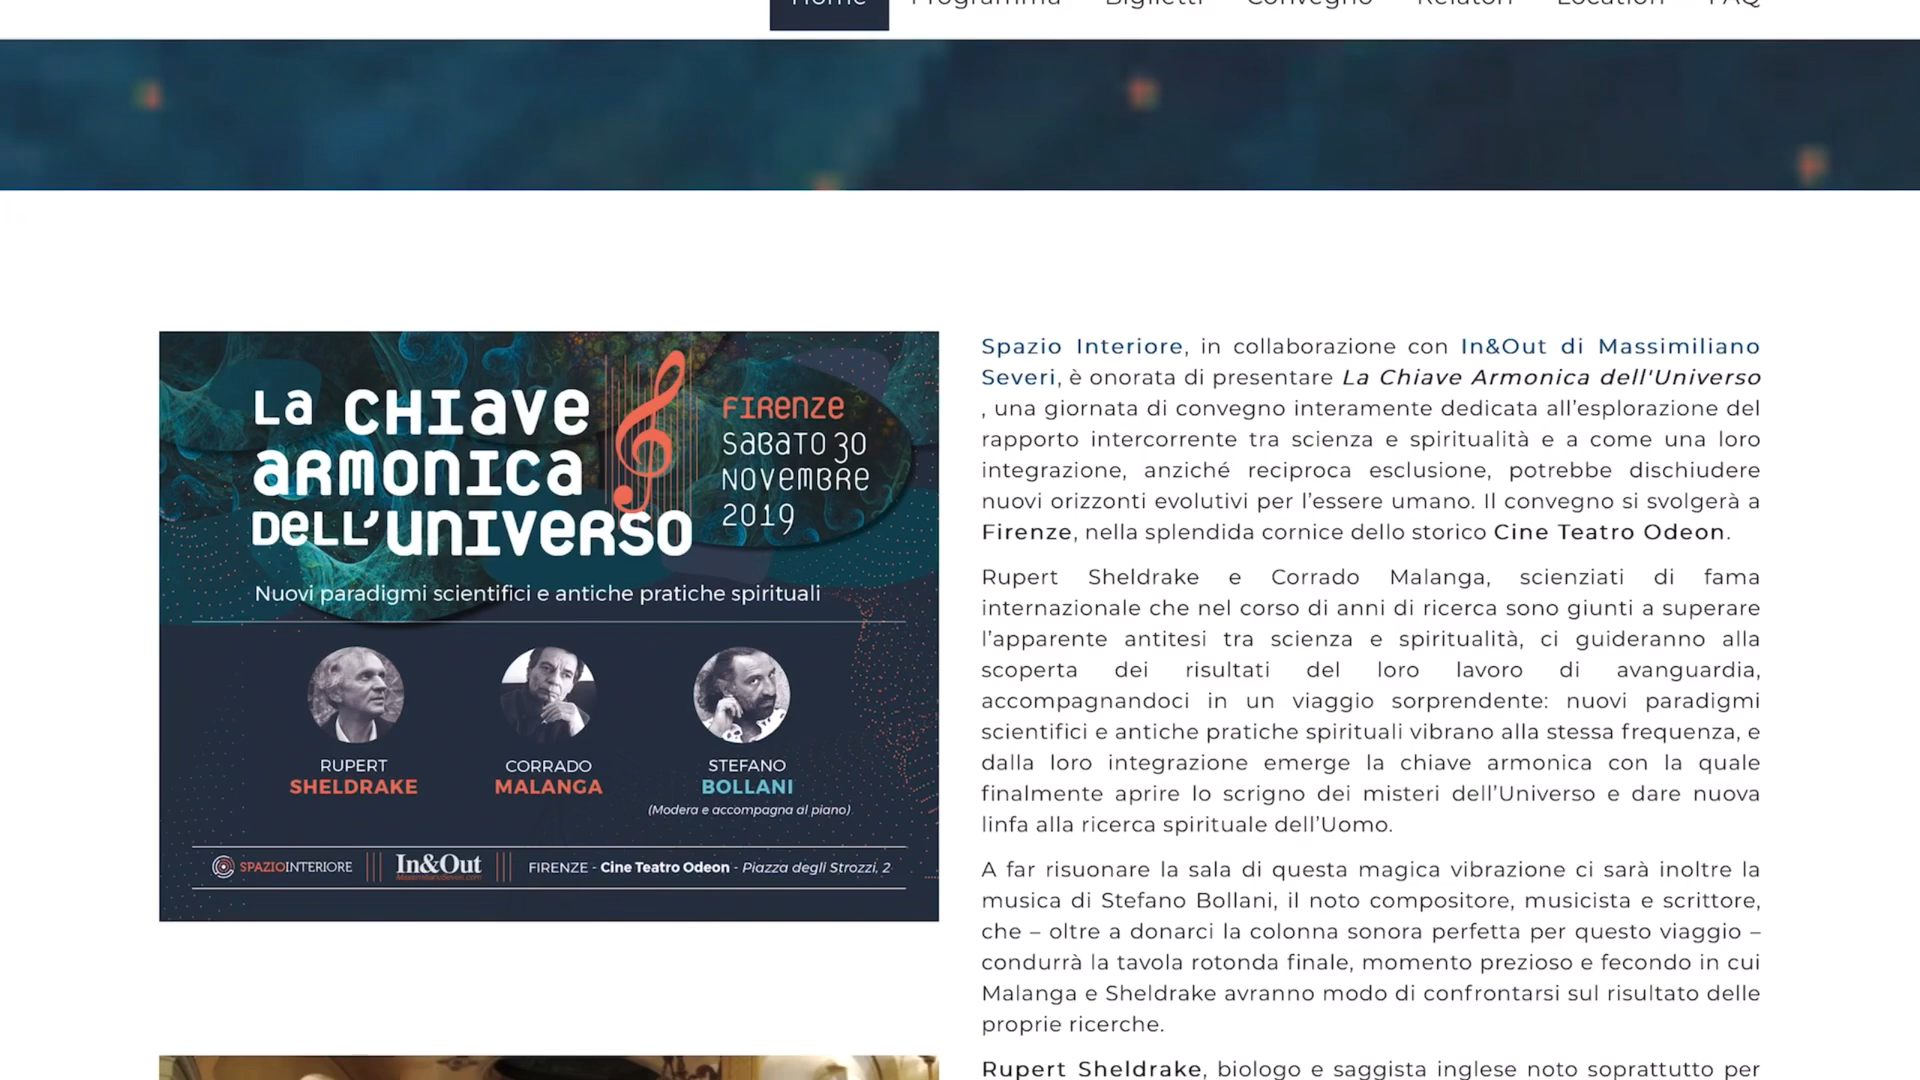 Home Programma Biglietti Convegno Relatori Location FAQ
La CHIave
aRmonica
Dell'universo
FIRenze
SaBaTO 30
NOVemBRe
2019
Nuovi paradigmi scientifici e antiche pratiche spirituali
RUPERT
SHELDRAKE
CORRADO
MALANGA
STEFANO
BOLLANI
(Modera e accompagna al piano)
SPAZIOINTERIORE
In&Out
FIRENZE - Cine Teatro Odeon - Piazza degli Strozzi, 2
Spazio Interiore, in collaborazione con In&Out di Massimiliano
Severi, è onorata di presentare La Chiave Armonica dell'Universo
, una giornata di convegno interamente dedicata all’esplorazione del
rapporto intercorrente tra scienza e spiritualità e a come una loro
integrazione, anziché reciproca esclusione, potrebbe dischiudere
nuovi orizzonti evolutivi per l’essere umano. Il convegno si svolgerà a
Firenze, nella splendida cornice dello storico Cine Teatro Odeon.
Rupert Sheldrake e Corrado Malanga, scienziati di fama
internazionale che nel corso di anni di ricerca sono giunti a superare
l’apparente antitesi tra scienza e spiritualità, ci guideranno alla
scoperta dei risultati del loro lavoro di avanguardia,
accompagnandoci in un viaggio sorprendente: nuovi paradigmi
scientifici e antiche pratiche spirituali vibrano alla stessa frequenza, e
dalla loro integrazione emerge la chiave armonica con la quale
finalmente aprire lo scrigno dei misteri dell’Universo e dare nuova
linfa alla ricerca spirituale dell’Uomo.
A far risuonare la sala di questa magica vibrazione ci sarà inoltre la
musica di Stefano Bollani, il noto compositore, musicista e scrittore,
che – oltre a donarci la colonna sonora perfetta per questo viaggio –
condurrà la tavola rotonda finale, momento prezioso e fecondo in cui
Malanga e Sheldrake avranno modo di confrontarsi sul risultato delle
proprie ricerche.
Rupert Sheldrake, biologo e saggista inglese noto soprattutto per